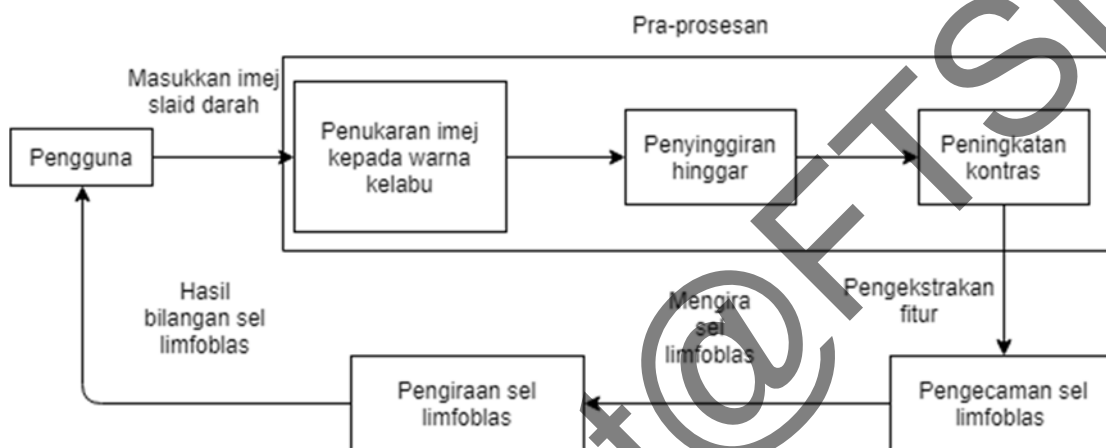 Pra-prosesan
Masukkan imej
slaid darah
Pengguna
Penukaran imej
kepada warna
kelabu
Penyinggiran
hinggar
Peningkatan
kontras
Pengekstrakan
fitur
Pengecaman sel
limfoblas
Mengira
sel
limfoblas
Pengiraan sel
limfoblas
Hasil
bilangan sel
limfoblas
t@FTS